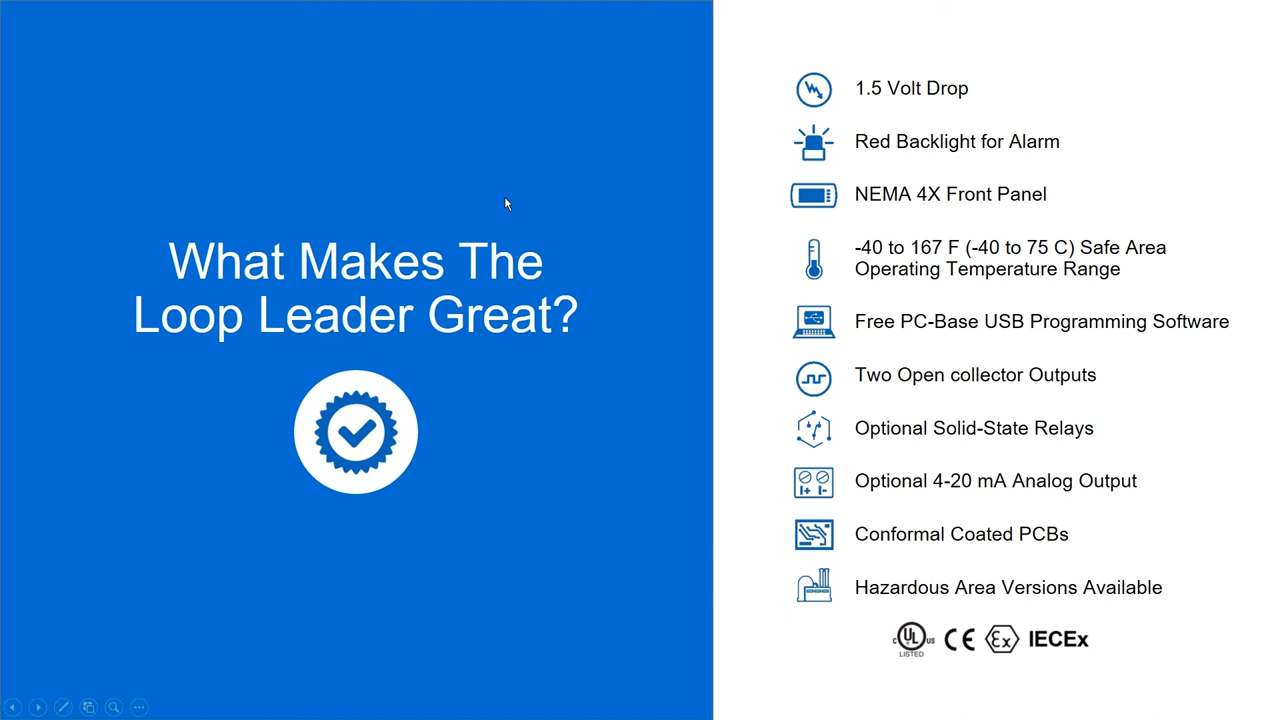 What Makes The
Loop Leader Great?
1.5 Volt Drop
Red Backlight for Alarm
NEMA 4X Front Panel
-40 to 167 F (-40 to 75 C) Safe Area
Operating Temperature Range
Free PC-Base USB Programming Software
Two Open collector Outputs
Optional Solid-State Relays
I+ I-
Optional 4-20 mA Analog Output
Conformal Coated PCBs
Hazardous Area Versions Available
c UL US LISTED CE Ex IECEx